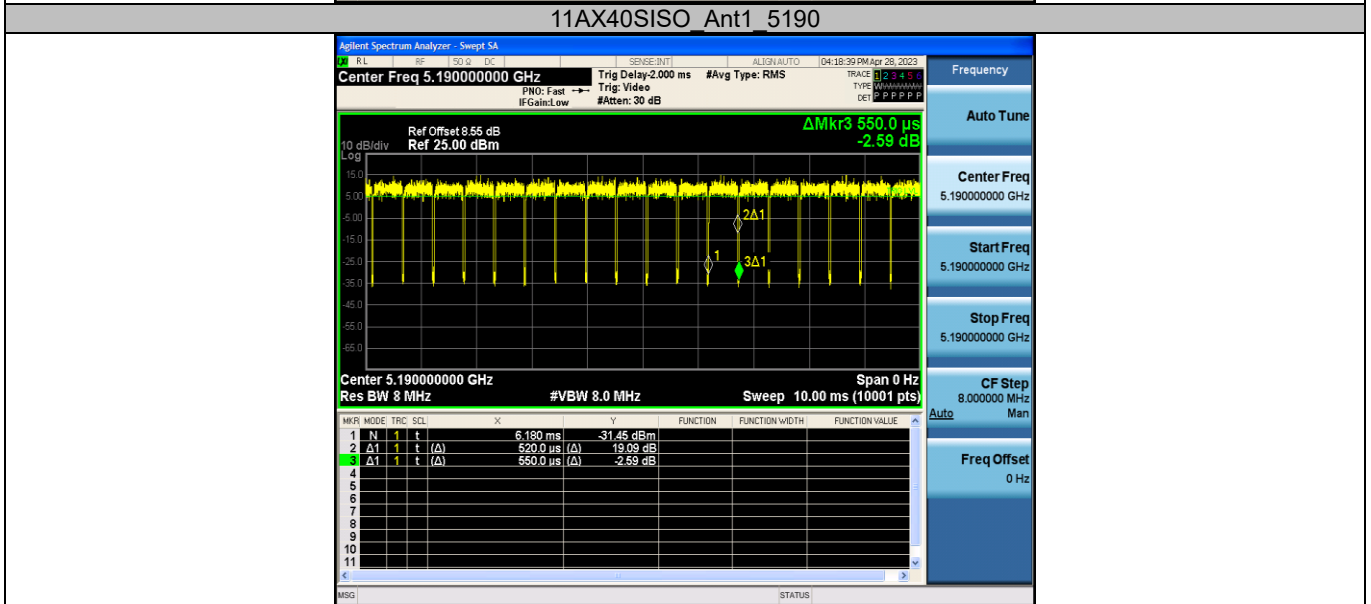 11AX40SISO_Ant1_5190
Agilent Spectrum Analyzer - Swept SA
RL RF 50 Ω DC SENSE:INT ALIGNAUTO 04:18:39 PM Apr 28, 2023
Center Freq 5.190000000 GHz Trig Delay-2.000 ms #Avg Type: RMS TRACE 1 2 3 4 5 6
PNO: Fast Trig: Video TYPE
IFGain:Low #Atten: 30 dB DET P P P P P P
Frequency
Auto Tune
Center Freq
5.190000000 GHz
Start Freq
5.190000000 GHz
Stop Freq
5.190000000 GHz
CF Step
8.000000 MHz
Auto Man
Freq Offset
0 Hz
ΔMkr3 550.0 µs
-2.59 dB
Ref Offset 8.55 dB
10 dB/div Ref 25.00 dBm
Log
15.0
5.00
-5.00
-15.0
-25.0
-35.0
-45.0
-55.0
-65.0
2Δ1
1
3Δ1
Center 5.190000000 GHz Span 0 Hz
Res BW 8 MHz #VBW 8.0 MHz Sweep 10.00 ms (10001 pts)
MKR MODE TRC SCL X Y FUNCTION FUNCTION WIDTH FUNCTION VALUE
1 N 1 t 6.180 ms -31.45 dBm
2 Δ1 1 t (Δ) 520.0 µs (Δ) 19.09 dB
3 Δ1 1 t (Δ) 550.0 µs (Δ) -2.59 dB
4
5
6
7
8
9
10
11
MSG STATUS